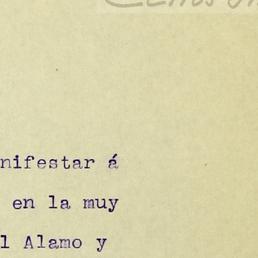 nifestar á
en la muy
l Alamo y